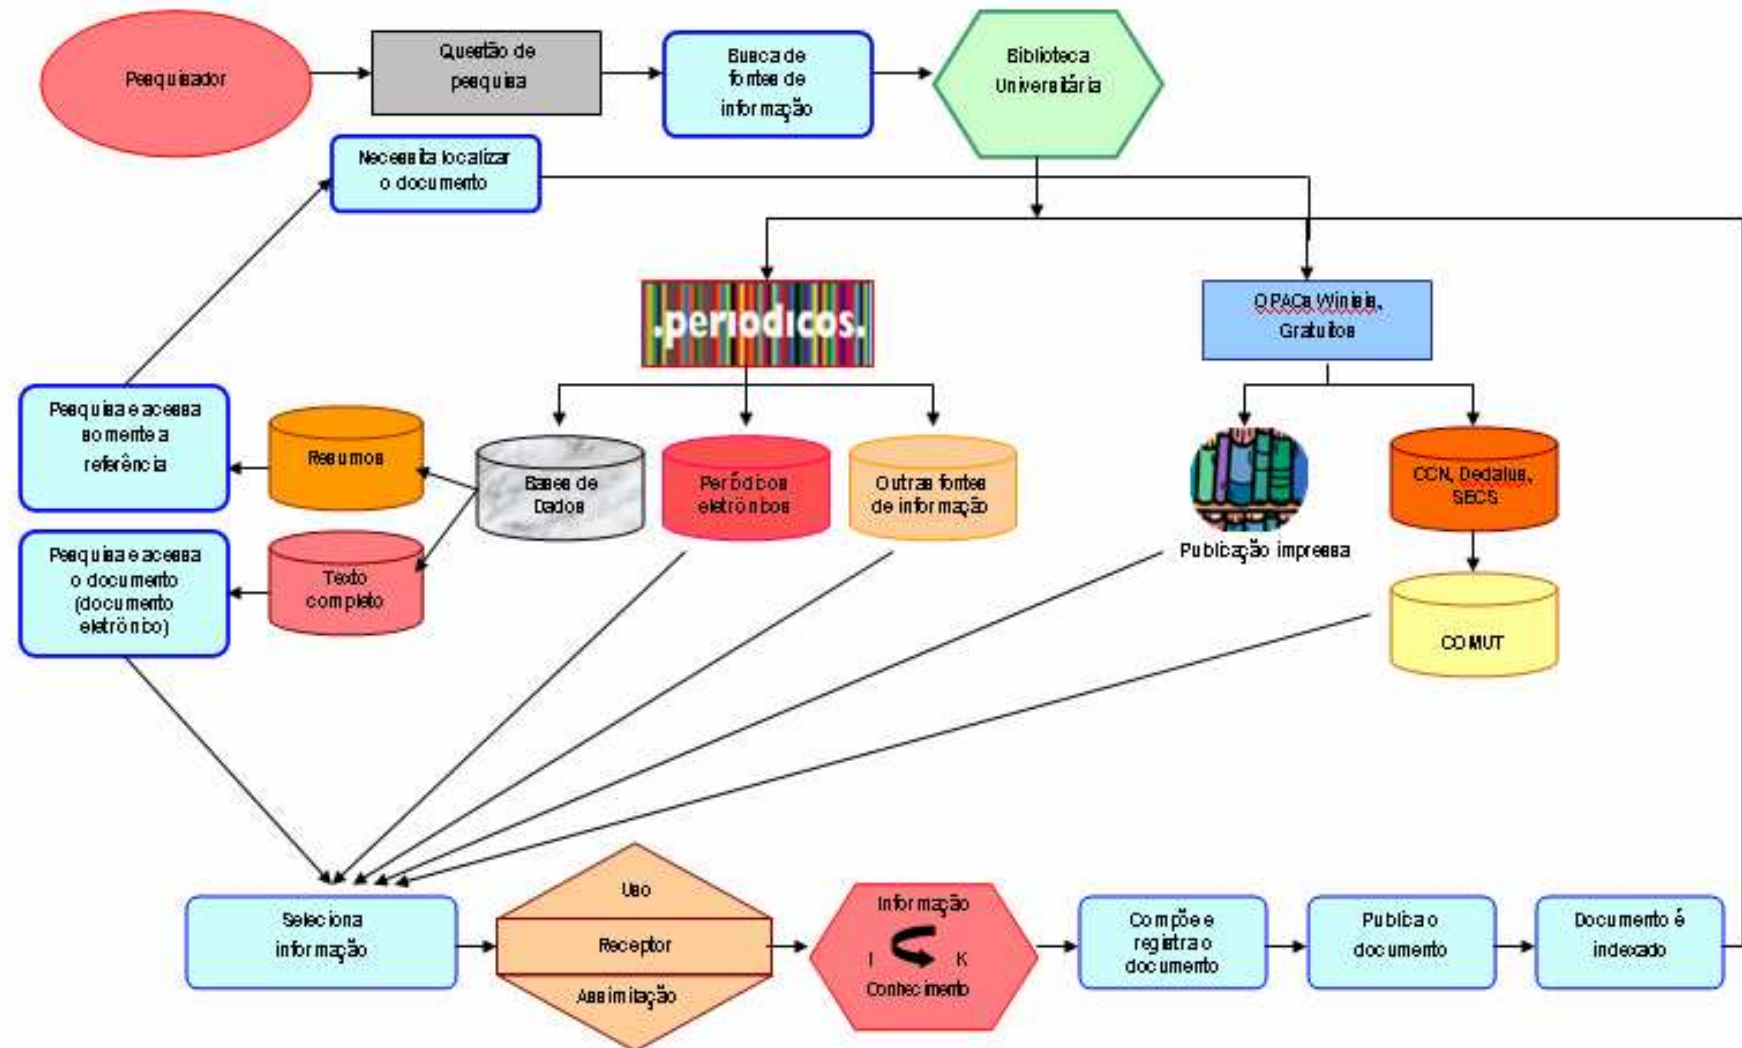 Pesquisador
Questão de
pesquisa
Busca de
fontes de
informação
Biblioteca
Universitária
Necessita localizar
o documento
.periodicos.
OPACs Winisis,
Gratuitos
Pesquisa e acessa
somente a
referência
Resumos
Bases de
Dados
Periódicos
eletrônicos
Outras fontes
de informação
CCN, Dedalus,
SECS
Publicação impressa
Pesquisa e acessa
o documento
(documento
eletrônico)
Texto
completo
COMUT
Seleciona
informação
Uso
Receptor
Assimitação
Informação
I K
Conhecimento
Compõe e
registra o
documento
Publica o
documento
Documento é
indexado